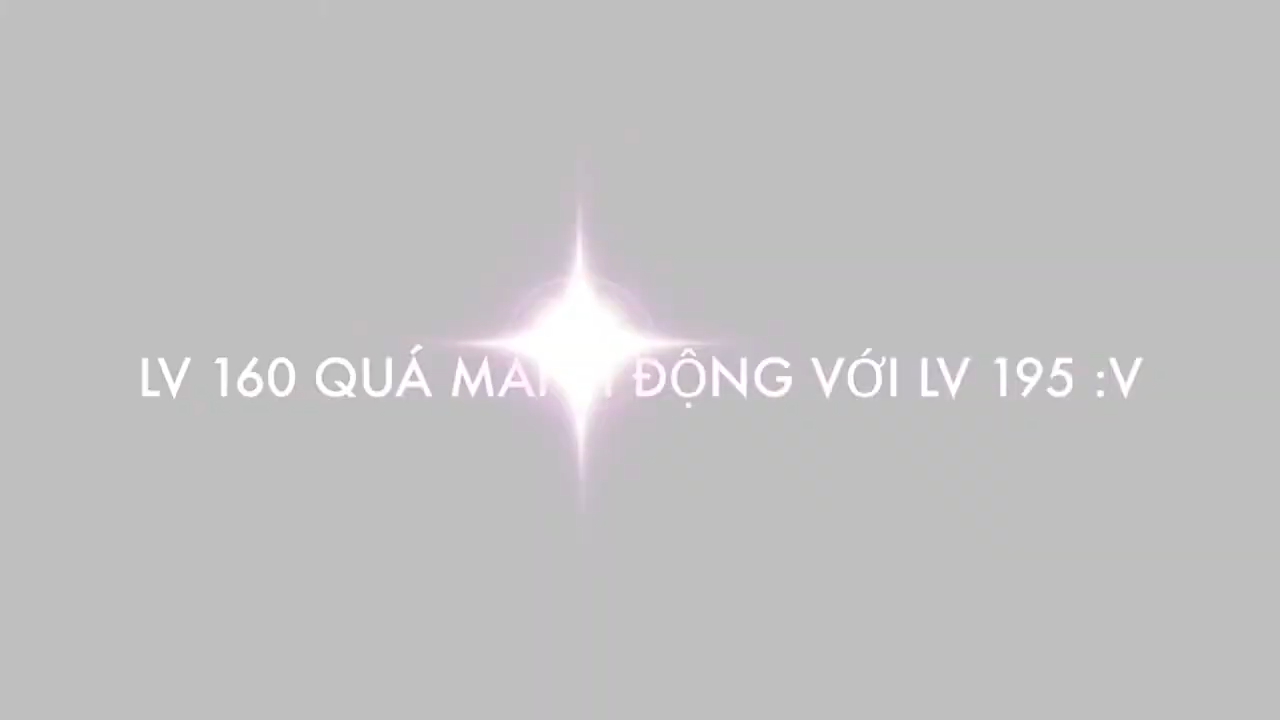 LV 160 QUÁ ĐỘNG VỚI LV 195 :V